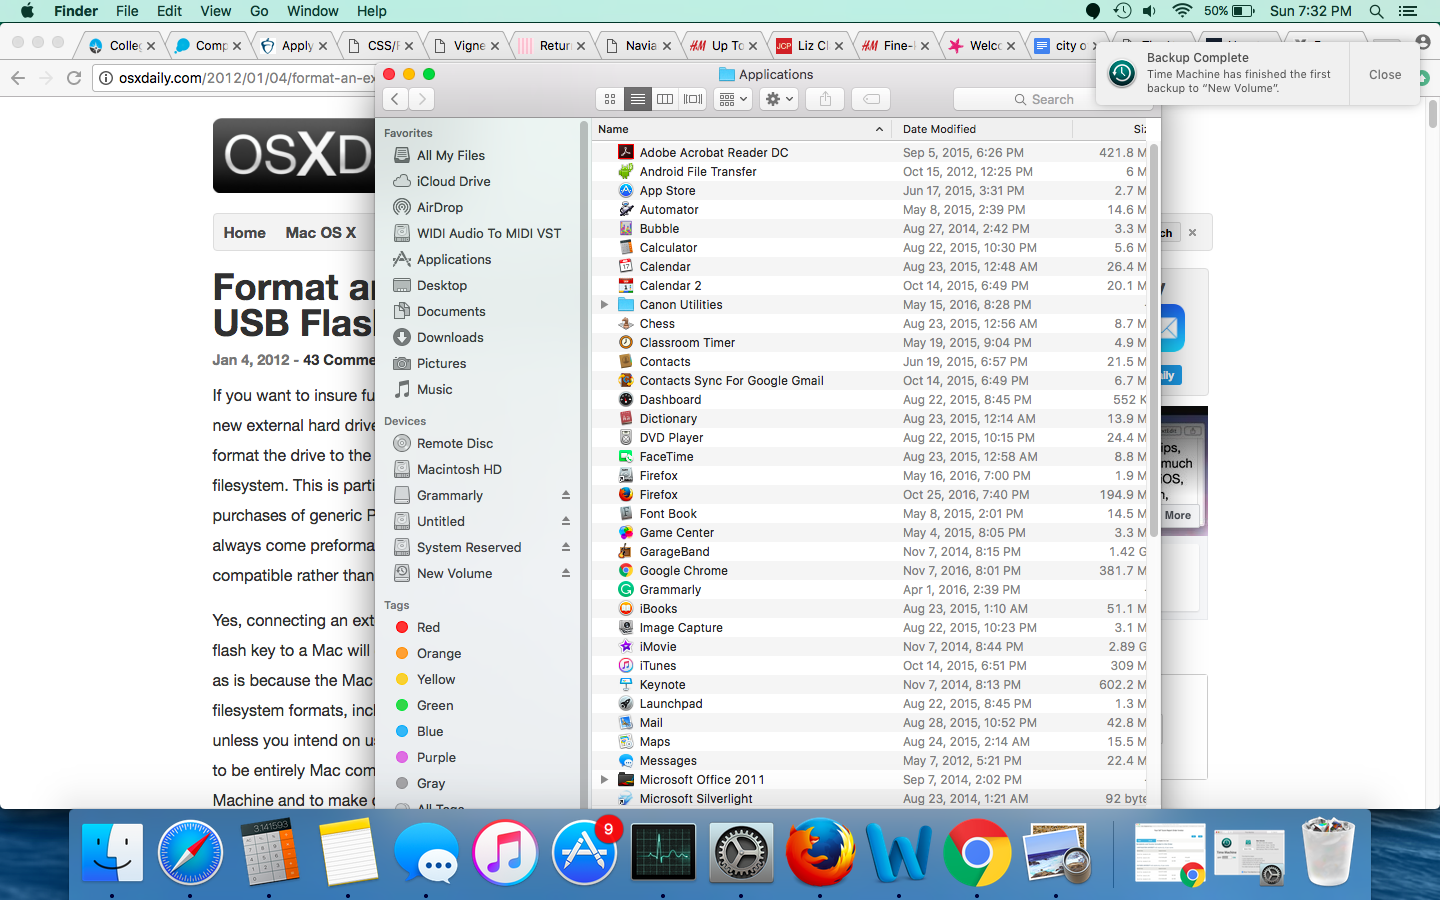 Finder File Edit View Go Window Help 50% Sun 7:32 PM
Colleg Comp Apply CSS/F Vigne Return Navia H&M Up To JCP Liz Cl H&M Fine-k Welco city o
osxdaily.com/2012/01/04/format-an-ex
Backup Complete
Time Machine has finished the first
backup to “New Volume”.
Close
Applications
Search
OSXD
Home Mac OS X
ch
Format an
USB Flash
Jan 4, 2012 - 43 Comme
If you want to insure fu
new external hard drive
format the drive to the
filesystem. This is parti
purchases of generic P
always come preforma
compatible rather than
Yes, connecting an ext
flash key to a Mac will
as is because the Mac
filesystem formats, incl
unless you intend on us
to be entirely Mac com
Machine and to make c
Favorites
All My Files
iCloud Drive
AirDrop
WIDI Audio To MIDI VST
Applications
Desktop
Documents
Downloads
Pictures
Music
Devices
Remote Disc
Macintosh HD
Grammarly
Untitled
System Reserved
New Volume
Tags
Red
Orange
Yellow
Green
Blue
Purple
Gray
All Tags
Name Date Modified Siz
Adobe Acrobat Reader DC Sep 5, 2015, 6:26 PM 421.8 M
Android File Transfer Oct 15, 2012, 12:25 PM 6 M
App Store Jun 17, 2015, 3:31 PM 2.7 M
Automator May 8, 2015, 2:39 PM 14.6 M
Bubble Aug 27, 2014, 2:42 PM 3.3 M
Calculator Aug 22, 2015, 10:30 PM 5.6 M
Calendar Aug 23, 2015, 12:48 AM 26.4 M
Calendar 2 Oct 14, 2015, 6:49 PM 20.1 M
Canon Utilities May 15, 2016, 8:28 PM
Chess Aug 23, 2015, 12:56 AM 8.7 M
Classroom Timer May 19, 2015, 9:04 PM 4.9 M
Contacts Jun 19, 2015, 6:57 PM 21.5 M
Contacts Sync For Google Gmail Oct 14, 2015, 6:49 PM 6.7 M
Dashboard Aug 22, 2015, 8:45 PM 552 K
Dictionary Aug 23, 2015, 12:14 AM 13.9 M
DVD Player Aug 22, 2015, 10:15 PM 24.4 M
FaceTime Aug 23, 2015, 12:58 AM 8.8 M
Firefox May 16, 2016, 7:00 PM 1.9 M
Firefox Oct 25, 2016, 7:40 PM 194.9 M
Font Book May 8, 2015, 2:01 PM 14.5 M
Game Center May 4, 2015, 8:05 PM 3.3 M
GarageBand Nov 7, 2014, 8:15 PM 1.42 G
Google Chrome Nov 7, 2016, 8:01 PM 381.7 M
Grammarly Apr 1, 2016, 2:39 PM
iBooks Aug 23, 2015, 1:10 AM 51.1 M
Image Capture Aug 22, 2015, 10:23 PM 3.1 M
iMovie Nov 7, 2014, 8:44 PM 2.89 G
iTunes Oct 14, 2015, 6:51 PM 309 M
Keynote Nov 7, 2014, 8:13 PM 602.2 M
Launchpad Aug 22, 2015, 8:45 PM 1.3 M
Mail Aug 28, 2015, 10:52 PM 42.8 M
Maps Aug 24, 2015, 2:14 AM 15.5 M
Messages May 7, 2012, 5:21 PM 22.4 M
Microsoft Office 2011 Sep 7, 2014, 2:02 PM
Microsoft Silverlight Aug 23, 2014, 1:21 AM 92 byte
y
ily
ips,
much
iOS,
More
3.141593
9